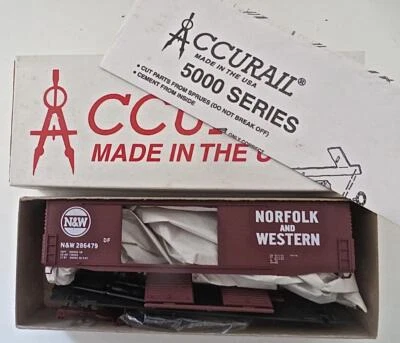 ACCURAIL®
MADE IN THE USA
5000 SERIES
• CUT PARTS FROM SPRUES (DO NOT BREAK OFF)
• CEMENT FROM INSIDE
ACCU
MADE IN THE U
N&W
N&W 286479
DF
NORFOLK
AND
WESTERN